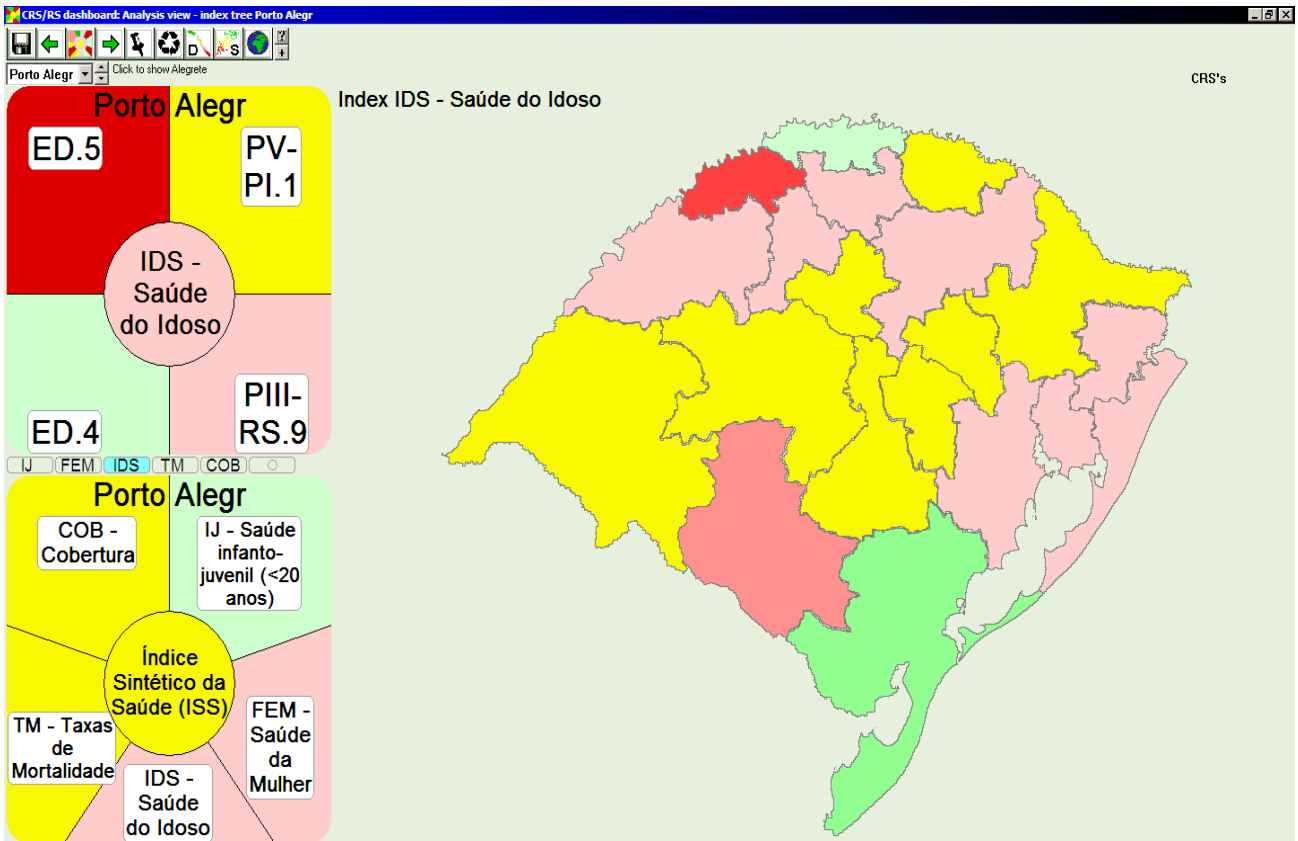 CRS/RS dashboard: Analysis view - index tree Porto Alegr
D
S
?
+
Porto Alegr
Click to show Alegrete
CRS's
Porto Alegr
Index IDS - Saúde do Idoso
ED.5
PV-
PI.1
IDS -
Saúde
do Idoso
ED.4
PIII-
RS.9
IJ
FEM
IDS
TM
COB
Porto Alegr
COB -
Cobertura
IJ - Saúde
infanto-
juvenil (<20
anos)
Índice
Sintético da
Saúde (ISS)
TM - Taxas
de
Mortalidade
FEM -
Saúde
da
Mulher
IDS -
Saúde
do Idoso